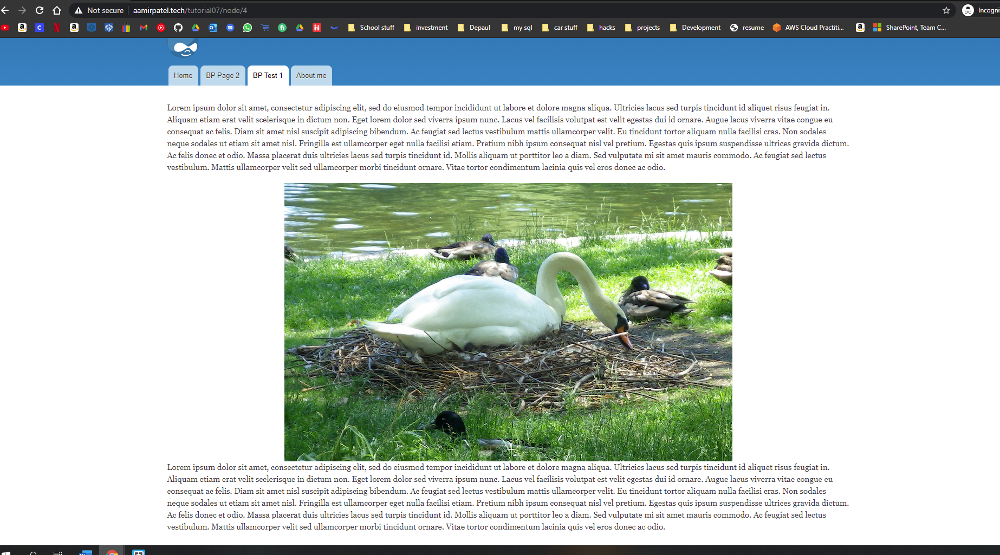 Not secure
aamirpatel.tech/tutorial07/node/4
School stuff
investment
Depaul
my sql
car stuff
hacks
projects
Development
resume
AWS Cloud Practiti...
SharePoint, Team C...
Home
BP Page 2
BP Test 1
About me
Lorem ipsum dolor sit amet, consectetur adipiscing elit, sed do eiusmod tempor incididunt ut labore et dolore magna aliqua. Ultricies lacus sed turpis tincidunt id aliquet risus feugiat in.
Aliquam etiam erat velit scelerisque in dictum non. Eget lorem dolor sed viverra ipsum nunc. Lacus vel facilisis volutpat est velit egestas dui id ornare. Augue lacus viverra vitae congue eu
consequat ac felis. Diam sit amet nisl suscipit adipiscing bibendum. Ac feugiat sed lectus vestibulum mattis ullamcorper velit. Eu tincidunt tortor aliquam nulla facilisi cras. Non sodales
neque sodales ut etiam sit amet nisl. Fringilla est ullamcorper eget nulla facilisi etiam. Pretium nibh ipsum consequat nisl vel pretium. Egestas quis ipsum suspendisse ultrices gravida dictum.
Ac felis donec et odio. Massa placerat duis ultricies lacus sed turpis tincidunt id. Mollis aliquam ut porttitor leo a diam. Sed vulputate mi sit amet mauris commodo. Ac feugiat sed lectus
vestibulum. Mattis ullamcorper velit sed ullamcorper morbi tincidunt ornare. Vitae tortor condimentum lacinia quis vel eros donec ac odio.
Lorem ipsum dolor sit amet, consectetur adipiscing elit, sed do eiusmod tempor incididunt ut labore et dolore magna aliqua. Ultricies lacus sed turpis tincidunt id aliquet risus feugiat in.
Aliquam etiam erat velit scelerisque in dictum non. Eget lorem dolor sed viverra ipsum nunc. Lacus vel facilisis volutpat est velit egestas dui id ornare. Augue lacus viverra vitae congue eu
consequat ac felis. Diam sit amet nisl suscipit adipiscing bibendum. Ac feugiat sed lectus vestibulum mattis ullamcorper velit. Eu tincidunt tortor aliquam nulla facilisi cras. Non sodales
neque sodales ut etiam sit amet nisl. Fringilla est ullamcorper eget nulla facilisi etiam. Pretium nibh ipsum consequat nisl vel pretium. Egestas quis ipsum suspendisse ultrices gravida dictum.
Ac felis donec et odio. Massa placerat duis ultricies lacus sed turpis tincidunt id. Mollis aliquam ut porttitor leo a diam. Sed vulputate mi sit amet mauris commodo. Ac feugiat sed lectus
vestibulum. Mattis ullamcorper velit sed ullamcorper morbi tincidunt ornare. Vitae tortor condimentum lacinia quis vel eros donec ac odio.